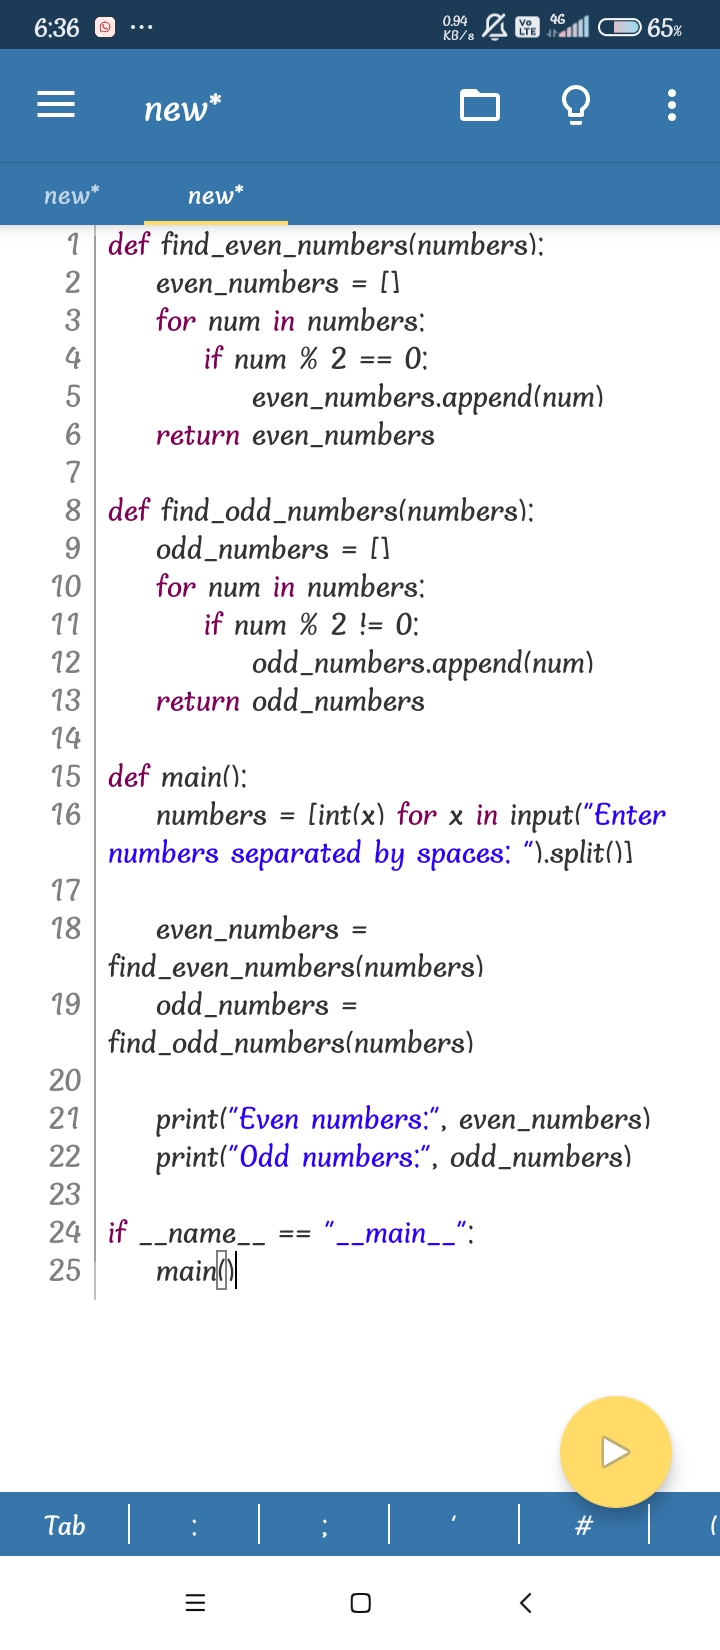 6:36 ... 0.94 KB/s Vo LTE 4G 65%
new*
new* new*
1 def find_even_numbers(numbers):
2 even_numbers = []
3 for num in numbers:
4 if num % 2 == 0:
5 even_numbers.append(num)
6 return even_numbers
7
8 def find_odd_numbers(numbers):
9 odd_numbers = []
10 for num in numbers:
11 if num % 2 != 0:
12 odd_numbers.append(num)
13 return odd_numbers
14
15 def main():
16 numbers = [int(x) for x in input("Enter
numbers separated by spaces: ").split()]
17
18 even_numbers =
find_even_numbers(numbers)
19 odd_numbers =
find_odd_numbers(numbers)
20
21 print("Even numbers:", even_numbers)
22 print("Odd numbers:", odd_numbers)
23
24 if __name__ == "__main__":
25 main()
Tab : ; ' # (